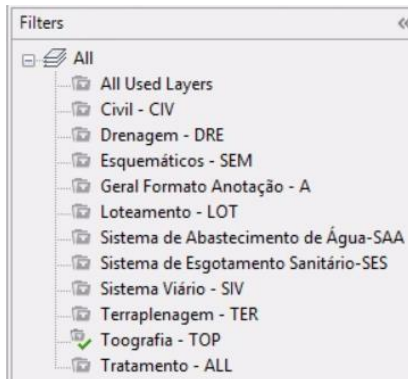 Filters
All
All Used Layers
Civil - CIV
Drenagem - DRE
Esquemáticos - SEM
Geral Formato Anotação - A
Loteamento - LOT
Sistema de Abastecimento de Água-SAA
Sistema de Esgotamento Sanitário-SES
Sistema Viário - SIV
Terraplenagem - TER
Toografia - TOP
Tratamento - ALL